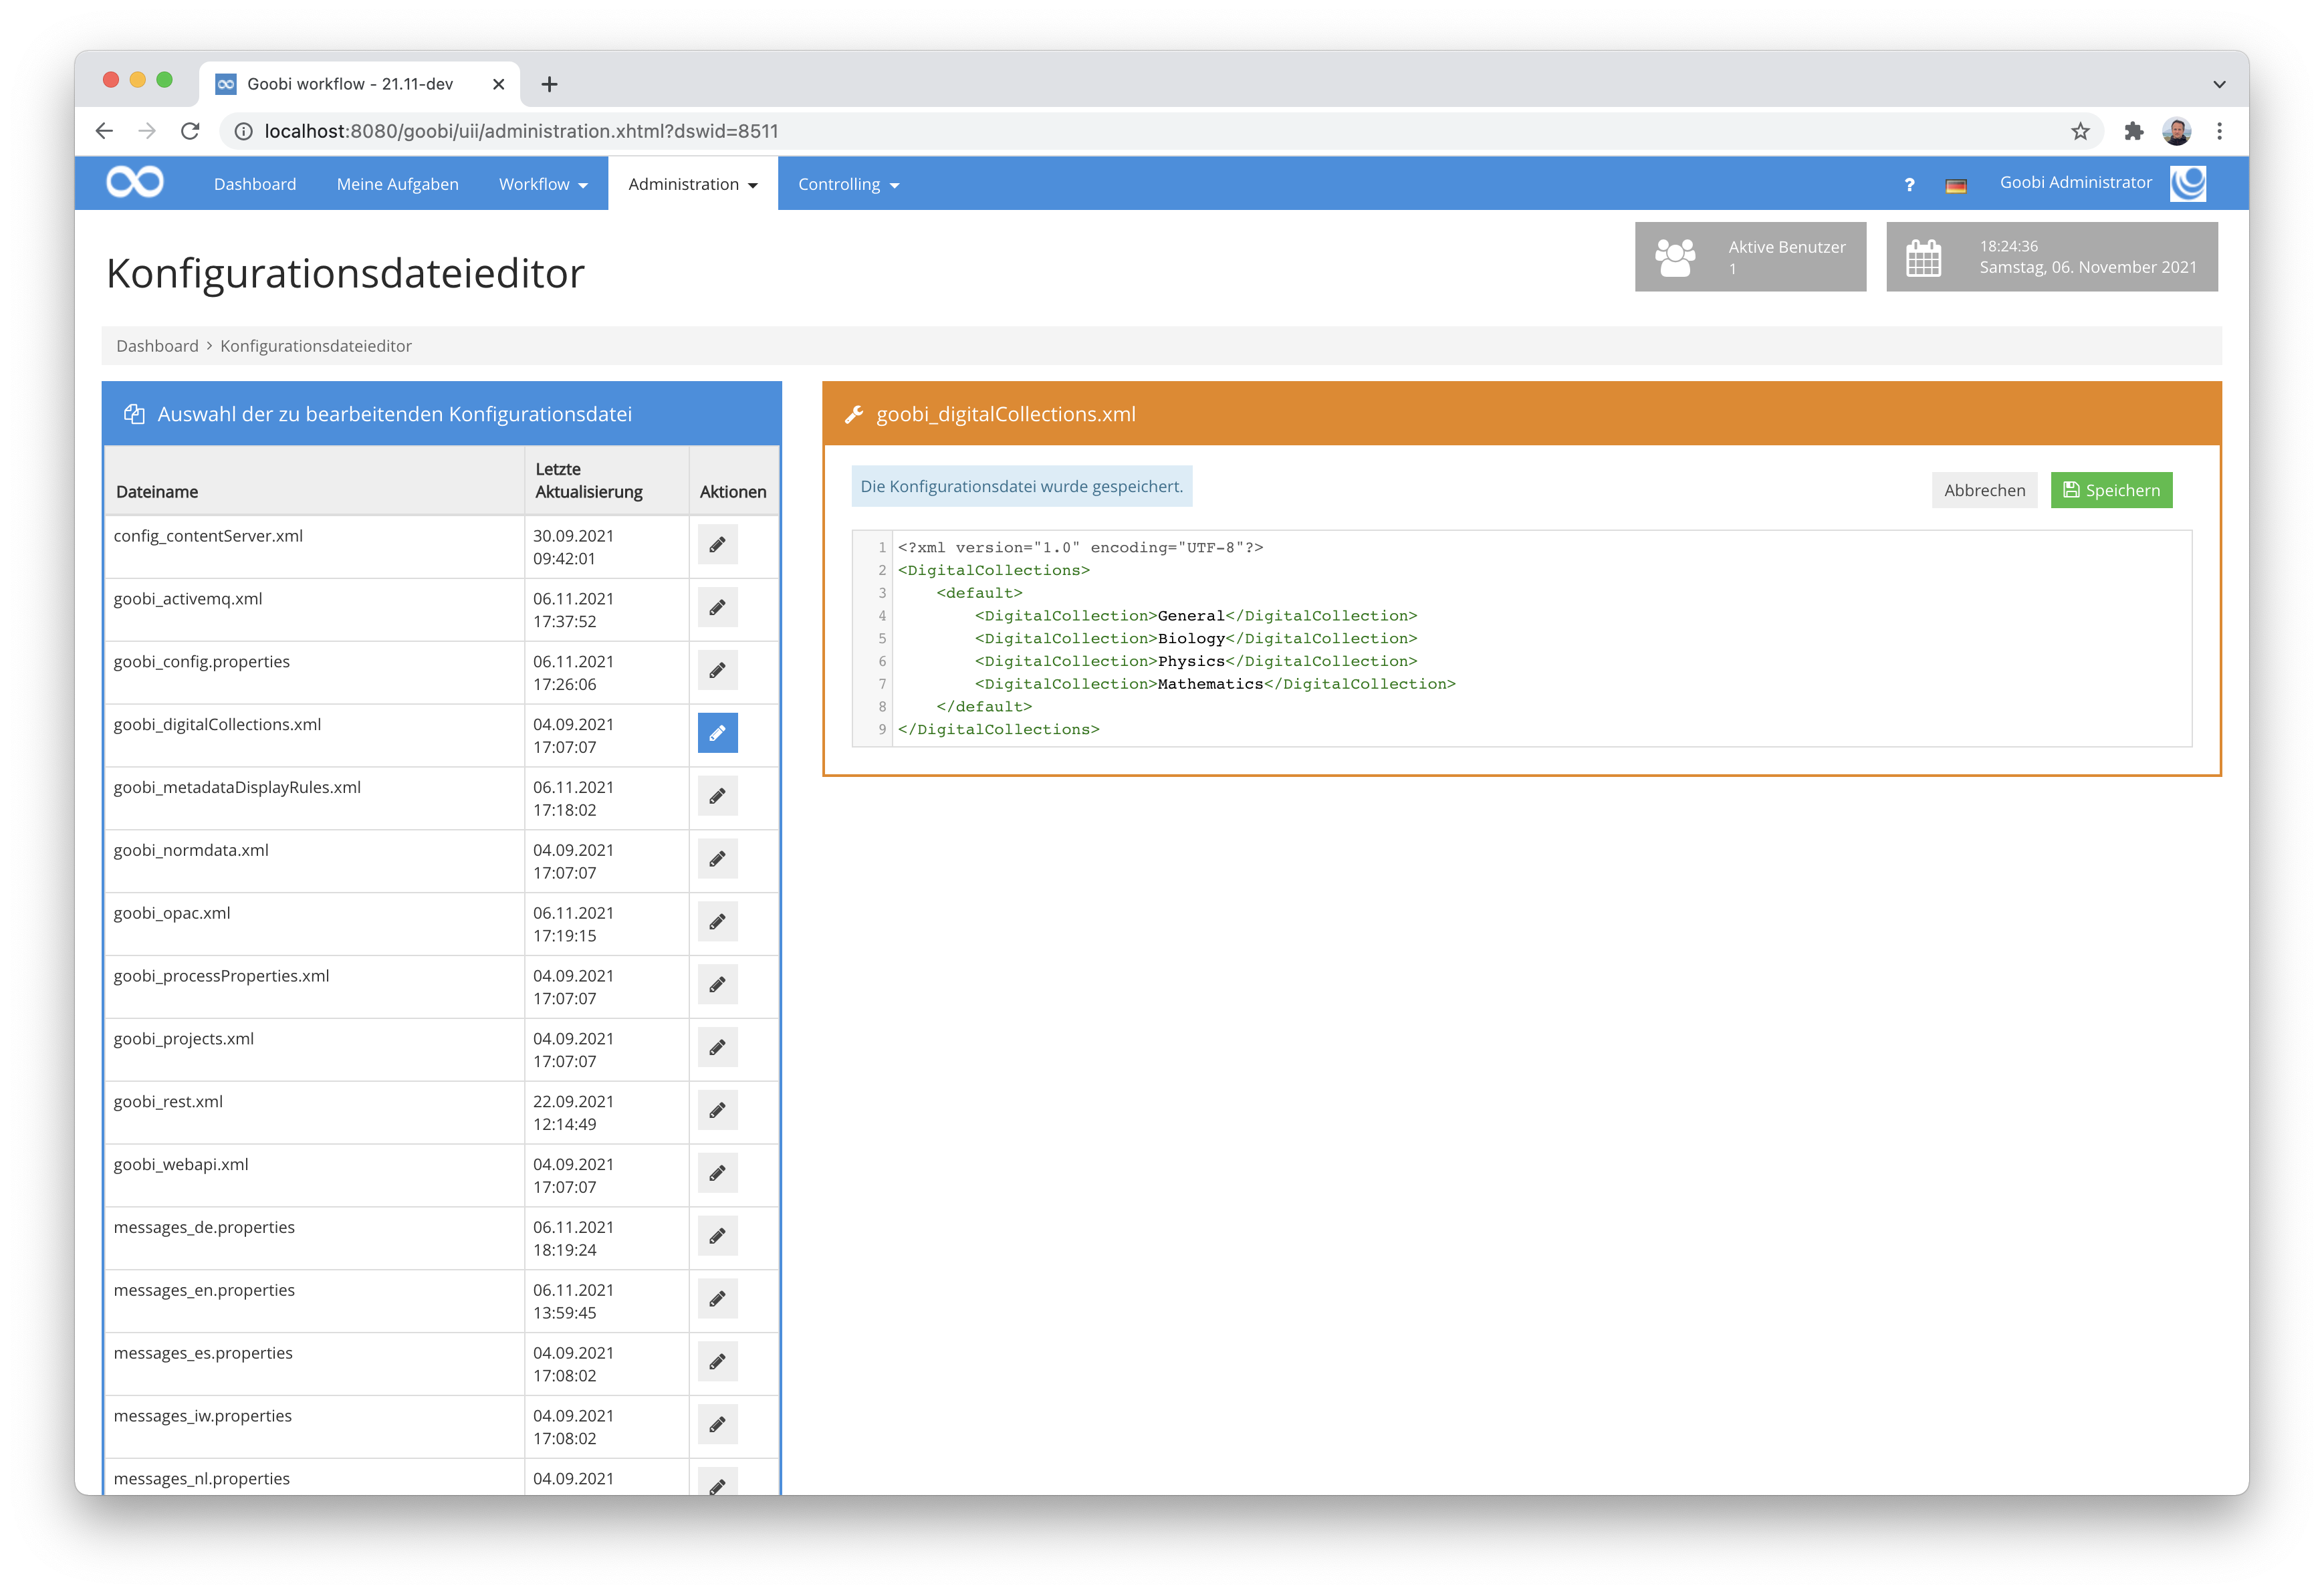 Goobi workflow - 21.11-dev
localhost:8080/goobi/uii/administration.xhtml?dswid=8511
Dashboard Meine Aufgaben Workflow Administration Controlling ? Goobi Administrator
Konfigurationsdateieditor
Aktive Benutzer
1
18:24:36
Samstag, 06. November 2021
Dashboard > Konfigurationsdateieditor
Auswahl der zu bearbeitenden Konfigurationsdatei
Dateiname Letzte Aktualisierung Aktionen
config_contentServer.xml 30.09.2021 09:42:01
goobi_activemq.xml 06.11.2021 17:37:52
goobi_config.properties 06.11.2021 17:26:06
goobi_digitalCollections.xml 04.09.2021 17:07:07
goobi_metadataDisplayRules.xml 06.11.2021 17:18:02
goobi_normdata.xml 04.09.2021 17:07:07
goobi_opac.xml 06.11.2021 17:19:15
goobi_processProperties.xml 04.09.2021 17:07:07
goobi_projects.xml 04.09.2021 17:07:07
goobi_rest.xml 22.09.2021 12:14:49
goobi_webapi.xml 04.09.2021 17:07:07
messages_de.properties 06.11.2021 18:19:24
messages_en.properties 06.11.2021 13:59:45
messages_es.properties 04.09.2021 17:08:02
messages_iw.properties 04.09.2021 17:08:02
messages_nl.properties 04.09.2021
goobi_digitalCollections.xml
Die Konfigurationsdatei wurde gespeichert.
Abbrechen Speichern
1 <?xml version="1.0" encoding="UTF-8"?>
2 <DigitalCollections>
3 <default>
4 <DigitalCollection>General</DigitalCollection>
5 <DigitalCollection>Biology</DigitalCollection>
6 <DigitalCollection>Physics</DigitalCollection>
7 <DigitalCollection>Mathematics</DigitalCollection>
8 </default>
9 </DigitalCollections>